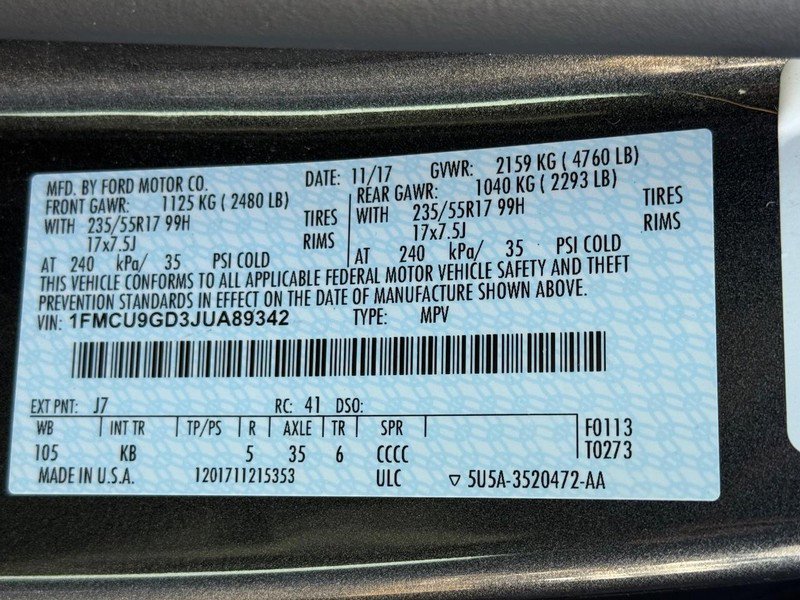 MFD. BY FORD MOTOR CO. DATE: 11/17 GVWR: 2159 KG ( 4760 LB)
FRONT GAWR: 1125 KG ( 2480 LB) REAR GAWR: 1040 KG ( 2293 LB)
WITH 235/55R17 99H TIRES WITH 235/55R17 99H TIRES
17x7.5J RIMS 17x7.5J RIMS
AT 240 kPa/ 35 PSI COLD AT 240 kPa/ 35 PSI COLD
THIS VEHICLE CONFORMS TO ALL APPLICABLE FEDERAL MOTOR VEHICLE SAFETY AND THEFT
PREVENTION STANDARDS IN EFFECT ON THE DATE OF MANUFACTURE SHOWN ABOVE.
VIN: 1FMCU9GD3JUA89342 TYPE: MPV
EXT PNT: J7 RC: 41 DSO:
WB INT TR TP/PS R AXLE TR SPR F0113
105 KB 5 35 6 CCCC T0273
MADE IN U.S.A. 1201711215353 ULC ▽ 5U5A-3520472-AA